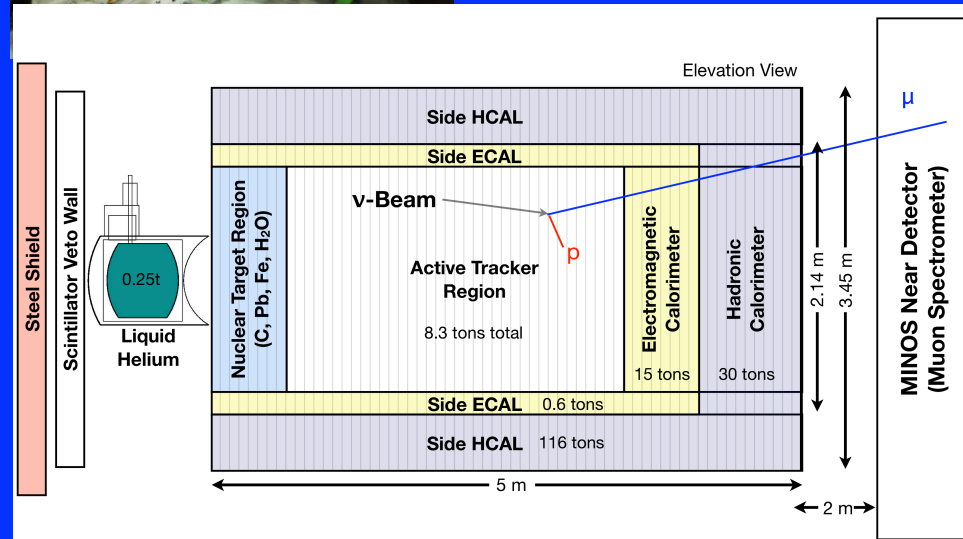 Elevation View
Steel Shield
Scintillator Veto Wall
0.25t
Liquid
Helium
Side HCAL
Side ECAL
Nuclear Target Region
(C, Pb, Fe, H₂O)
ν-Beam
p
Active Tracker
Region
8.3 tons total
Electromagnetic
Calorimeter
15 tons
Hadronic
Calorimeter
30 tons
Side ECAL 0.6 tons
Side HCAL 116 tons
5 m
2.14 m
3.45 m
2 m
μ
MINOS Near Detector
(Muon Spectrometer)